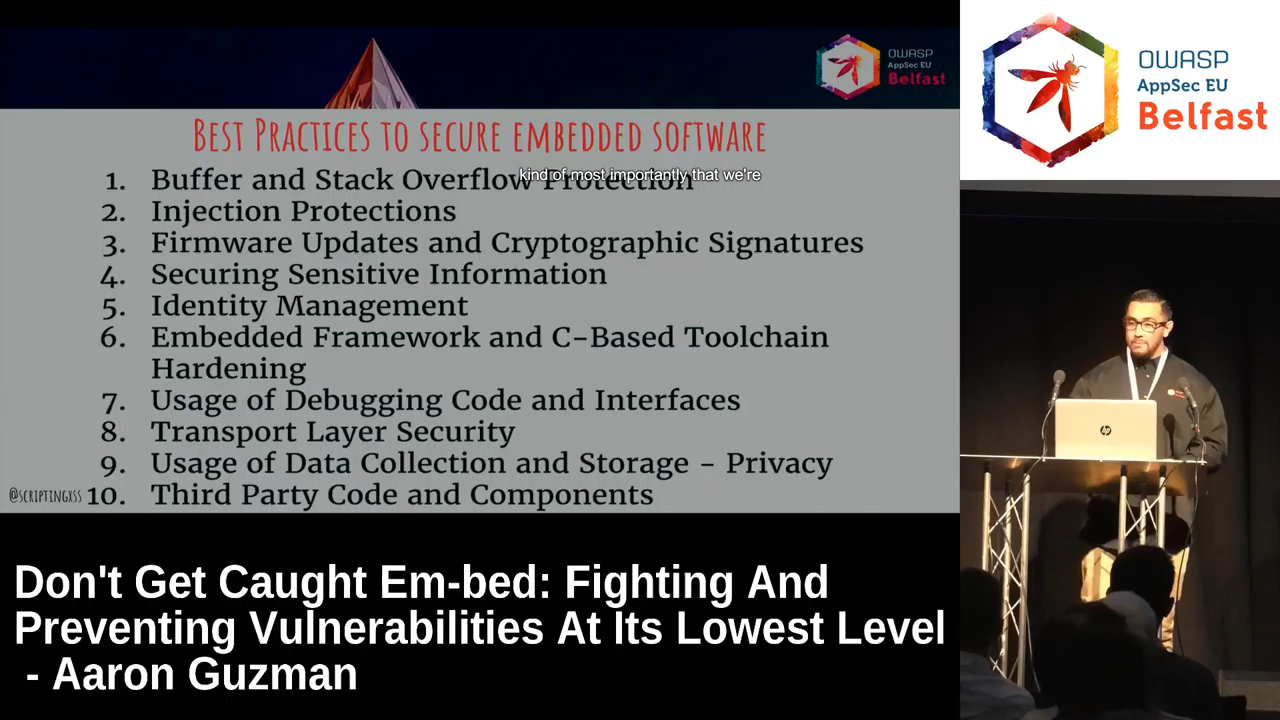 OWASP
AppSec EU
Belfast
BEST PRACTICES TO SECURE EMBEDDED SOFTWARE
kind of most importantly that we're
1. Buffer and Stack Overflow Protection
2. Injection Protections
3. Firmware Updates and Cryptographic Signatures
4. Securing Sensitive Information
5. Identity Management
6. Embedded Framework and C-Based Toolchain
Hardening
7. Usage of Debugging Code and Interfaces
8. Transport Layer Security
9. Usage of Data Collection and Storage - Privacy
10. Third Party Code and Components
@SCRIPTINGXSS
Don't Get Caught Em-bed: Fighting And
Preventing Vulnerabilities At Its Lowest Level
- Aaron Guzman
OWASP
AppSec EU
Belfast
hp